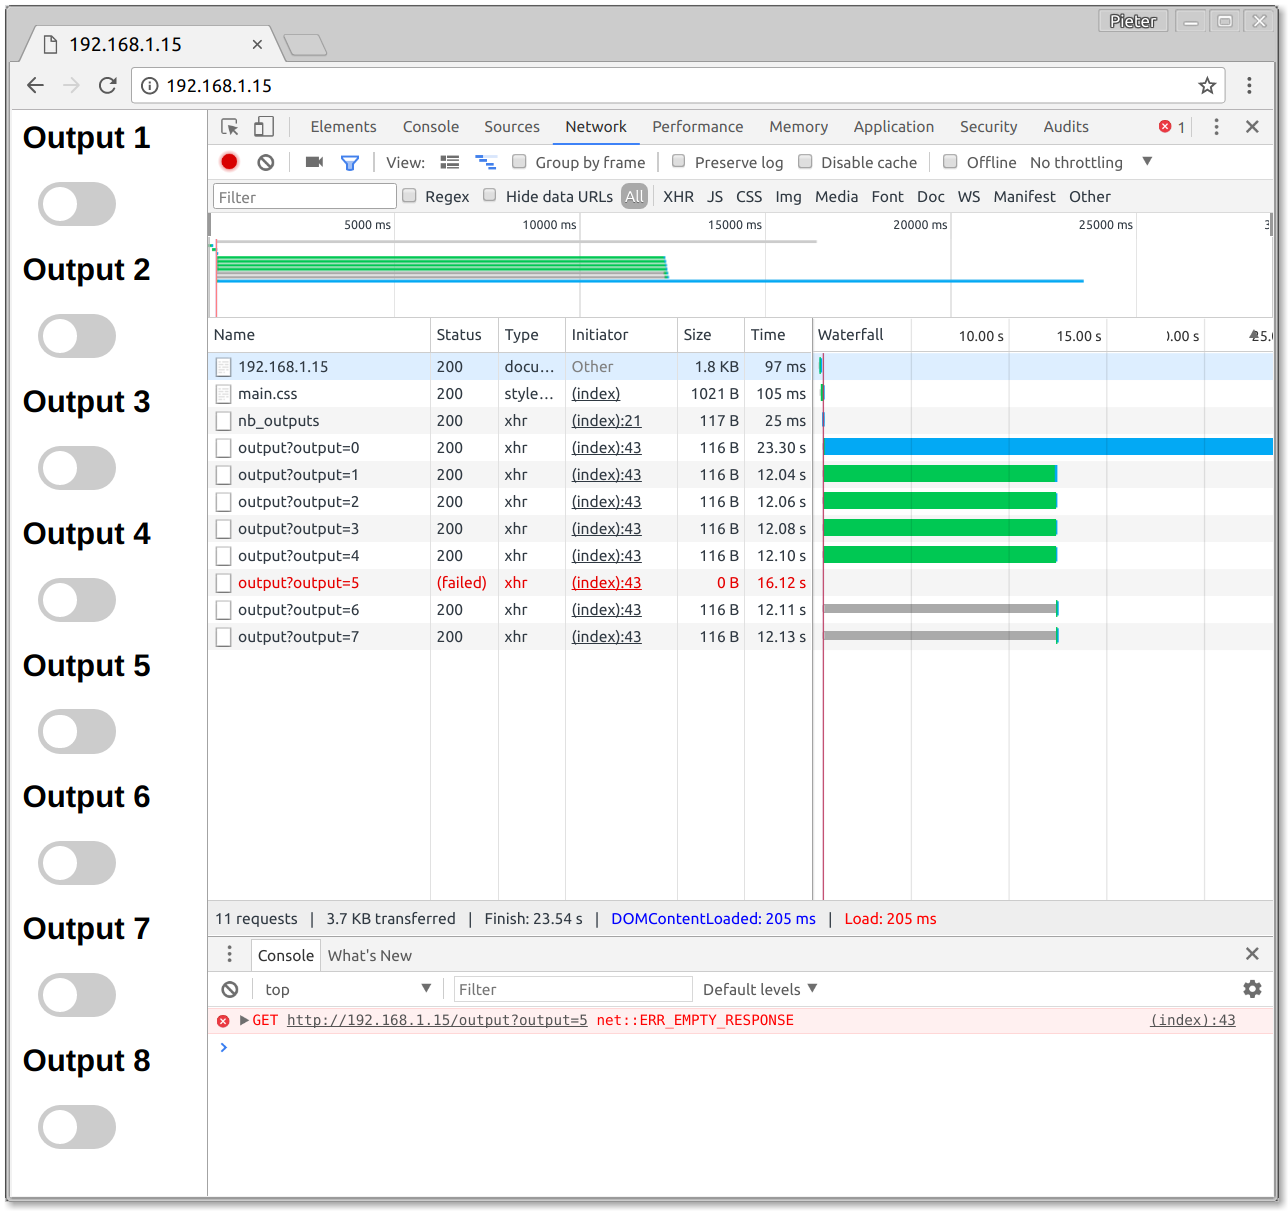 Pieter
192.168.1.15
192.168.1.15
Output 1
Output 2
Output 3
Output 4
Output 5
Output 6
Output 7
Output 8
Elements Console Sources Network Performance Memory Application Security Audits 1
View: Group by frame Preserve log Disable cache Offline No throttling
Filter Regex Hide data URLs All XHR JS CSS Img Media Font Doc WS Manifest Other
5000 ms 10000 ms 15000 ms 20000 ms 25000 ms
Name Status Type Initiator Size Time Waterfall 10.00 s 15.00 s
192.168.1.15 200 docu... Other 1.8 KB 97 ms
main.css 200 style... (index) 1021 B 105 ms
nb_outputs 200 xhr (index):21 117 B 25 ms
output?output=0 200 xhr (index):43 116 B 23.30 s
output?output=1 200 xhr (index):43 116 B 12.04 s
output?output=2 200 xhr (index):43 116 B 12.06 s
output?output=3 200 xhr (index):43 116 B 12.08 s
output?output=4 200 xhr (index):43 116 B 12.10 s
output?output=5 (failed) xhr (index):43 0 B 16.12 s
output?output=6 200 xhr (index):43 116 B 12.11 s
output?output=7 200 xhr (index):43 116 B 12.13 s
11 requests | 3.7 KB transferred | Finish: 23.54 s | DOMContentLoaded: 205 ms | Load: 205 ms
Console What's New
top Filter Default levels
GET http://192.168.1.15/output?output=5 net::ERR_EMPTY_RESPONSE (index):43